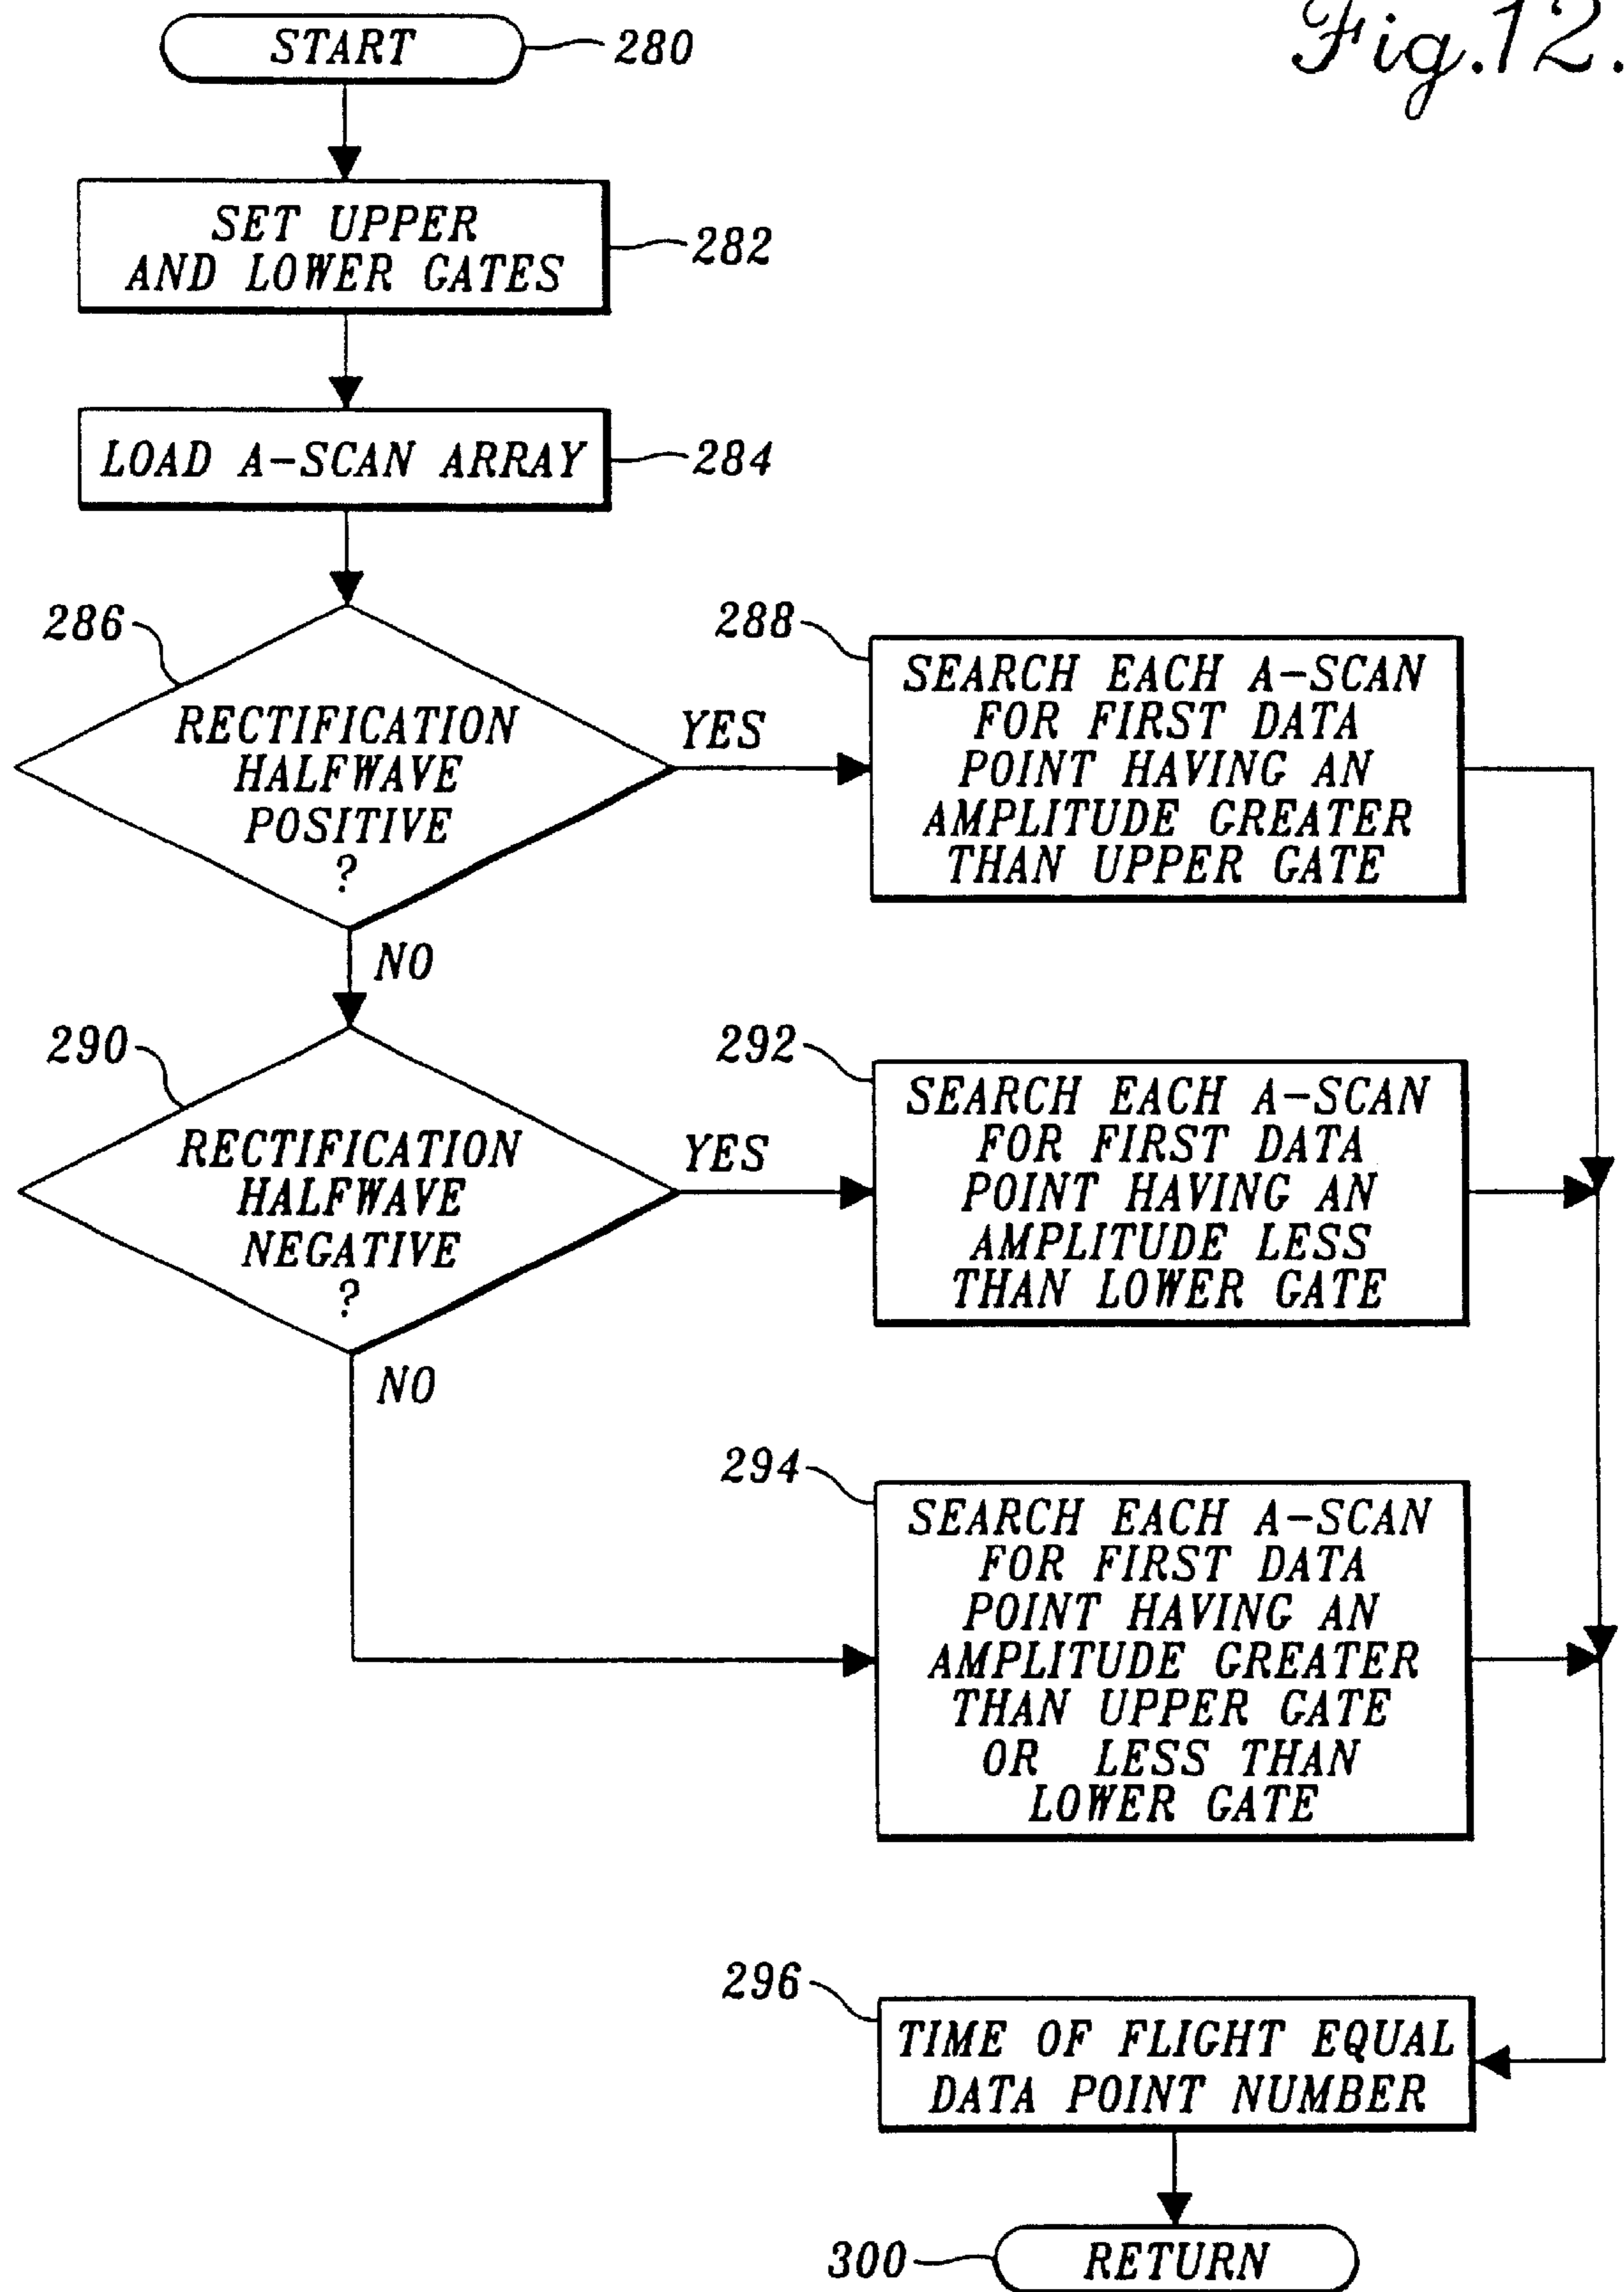 Fig.12.
START
280
SET UPPER
AND LOWER GATES
282
LOAD A-SCAN ARRAY
284
286
RECTIFICATION
HALFWAVE
POSITIVE
?
YES
NO
288
SEARCH EACH A-SCAN
FOR FIRST DATA
POINT HAVING AN
AMPLITUDE GREATER
THAN UPPER GATE
290
RECTIFICATION
HALFWAVE
NEGATIVE
?
YES
NO
292
SEARCH EACH A-SCAN
FOR FIRST DATA
POINT HAVING AN
AMPLITUDE LESS
THAN LOWER GATE
294
SEARCH EACH A-SCAN
FOR FIRST DATA
POINT HAVING AN
AMPLITUDE GREATER
THAN UPPER GATE
OR LESS THAN
LOWER GATE
296
TIME OF FLIGHT EQUAL
DATA POINT NUMBER
300
RETURN